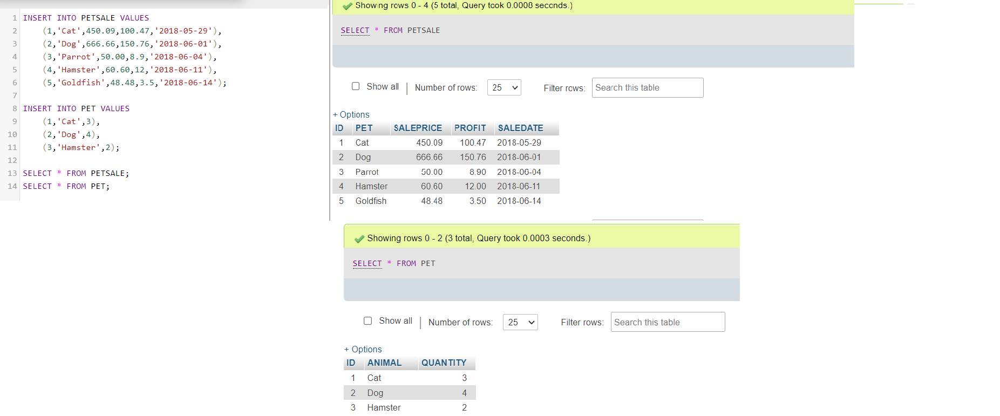 1 INSERT INTO PETSALE VALUES
2 (1,'Cat',450.09,100.47,'2018-05-29'),
3 (2,'Dog',666.66,150.76,'2018-06-01'),
4 (3,'Parrot',50.00,8.9,'2018-06-04'),
5 (4,'Hamster',60.60,12,'2018-06-11'),
6 (5,'Goldfish',48.48,3.5,'2018-06-14');
7
8 INSERT INTO PET VALUES
9 (1,'Cat',3),
10 (2,'Dog',4),
11 (3,'Hamster',2);
12
13 SELECT * FROM PETSALE;
14 SELECT * FROM PET;
Showing rows 0 - 4 (5 total, Query took 0.0008 seconds.)
SELECT * FROM PETSALE
Show all | Number of rows: 25 Filter rows: Search this table
+ Options
ID PET SALEPRICE PROFIT SALEDATE
1 Cat 450.09 100.47 2018-05-29
2 Dog 666.66 150.76 2018-06-01
3 Parrot 50.00 8.90 2018-06-04
4 Hamster 60.60 12.00 2018-06-11
5 Goldfish 48.48 3.50 2018-06-14
Showing rows 0 - 2 (3 total, Query took 0.0003 seconds.)
SELECT * FROM PET
Show all | Number of rows: 25 Filter rows: Search this table
+ Options
ID ANIMAL QUANTITY
1 Cat 3
2 Dog 4
3 Hamster 2